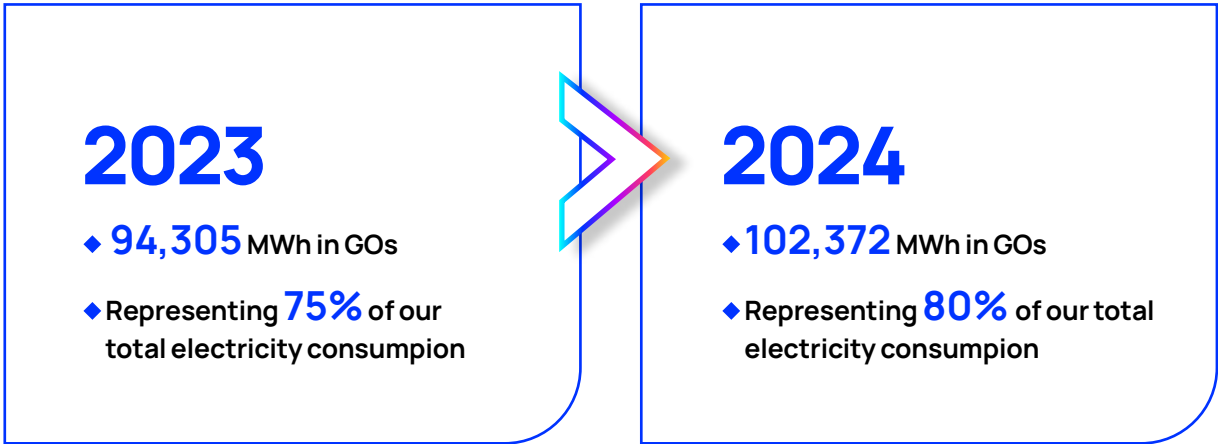 2023
◆ 94,305 MWh in GOs
◆ Representing 75% of our
total electricity consumpion
2024
◆ 102,372 MWh in GOs
◆ Representing 80% of our total
electricity consumpion